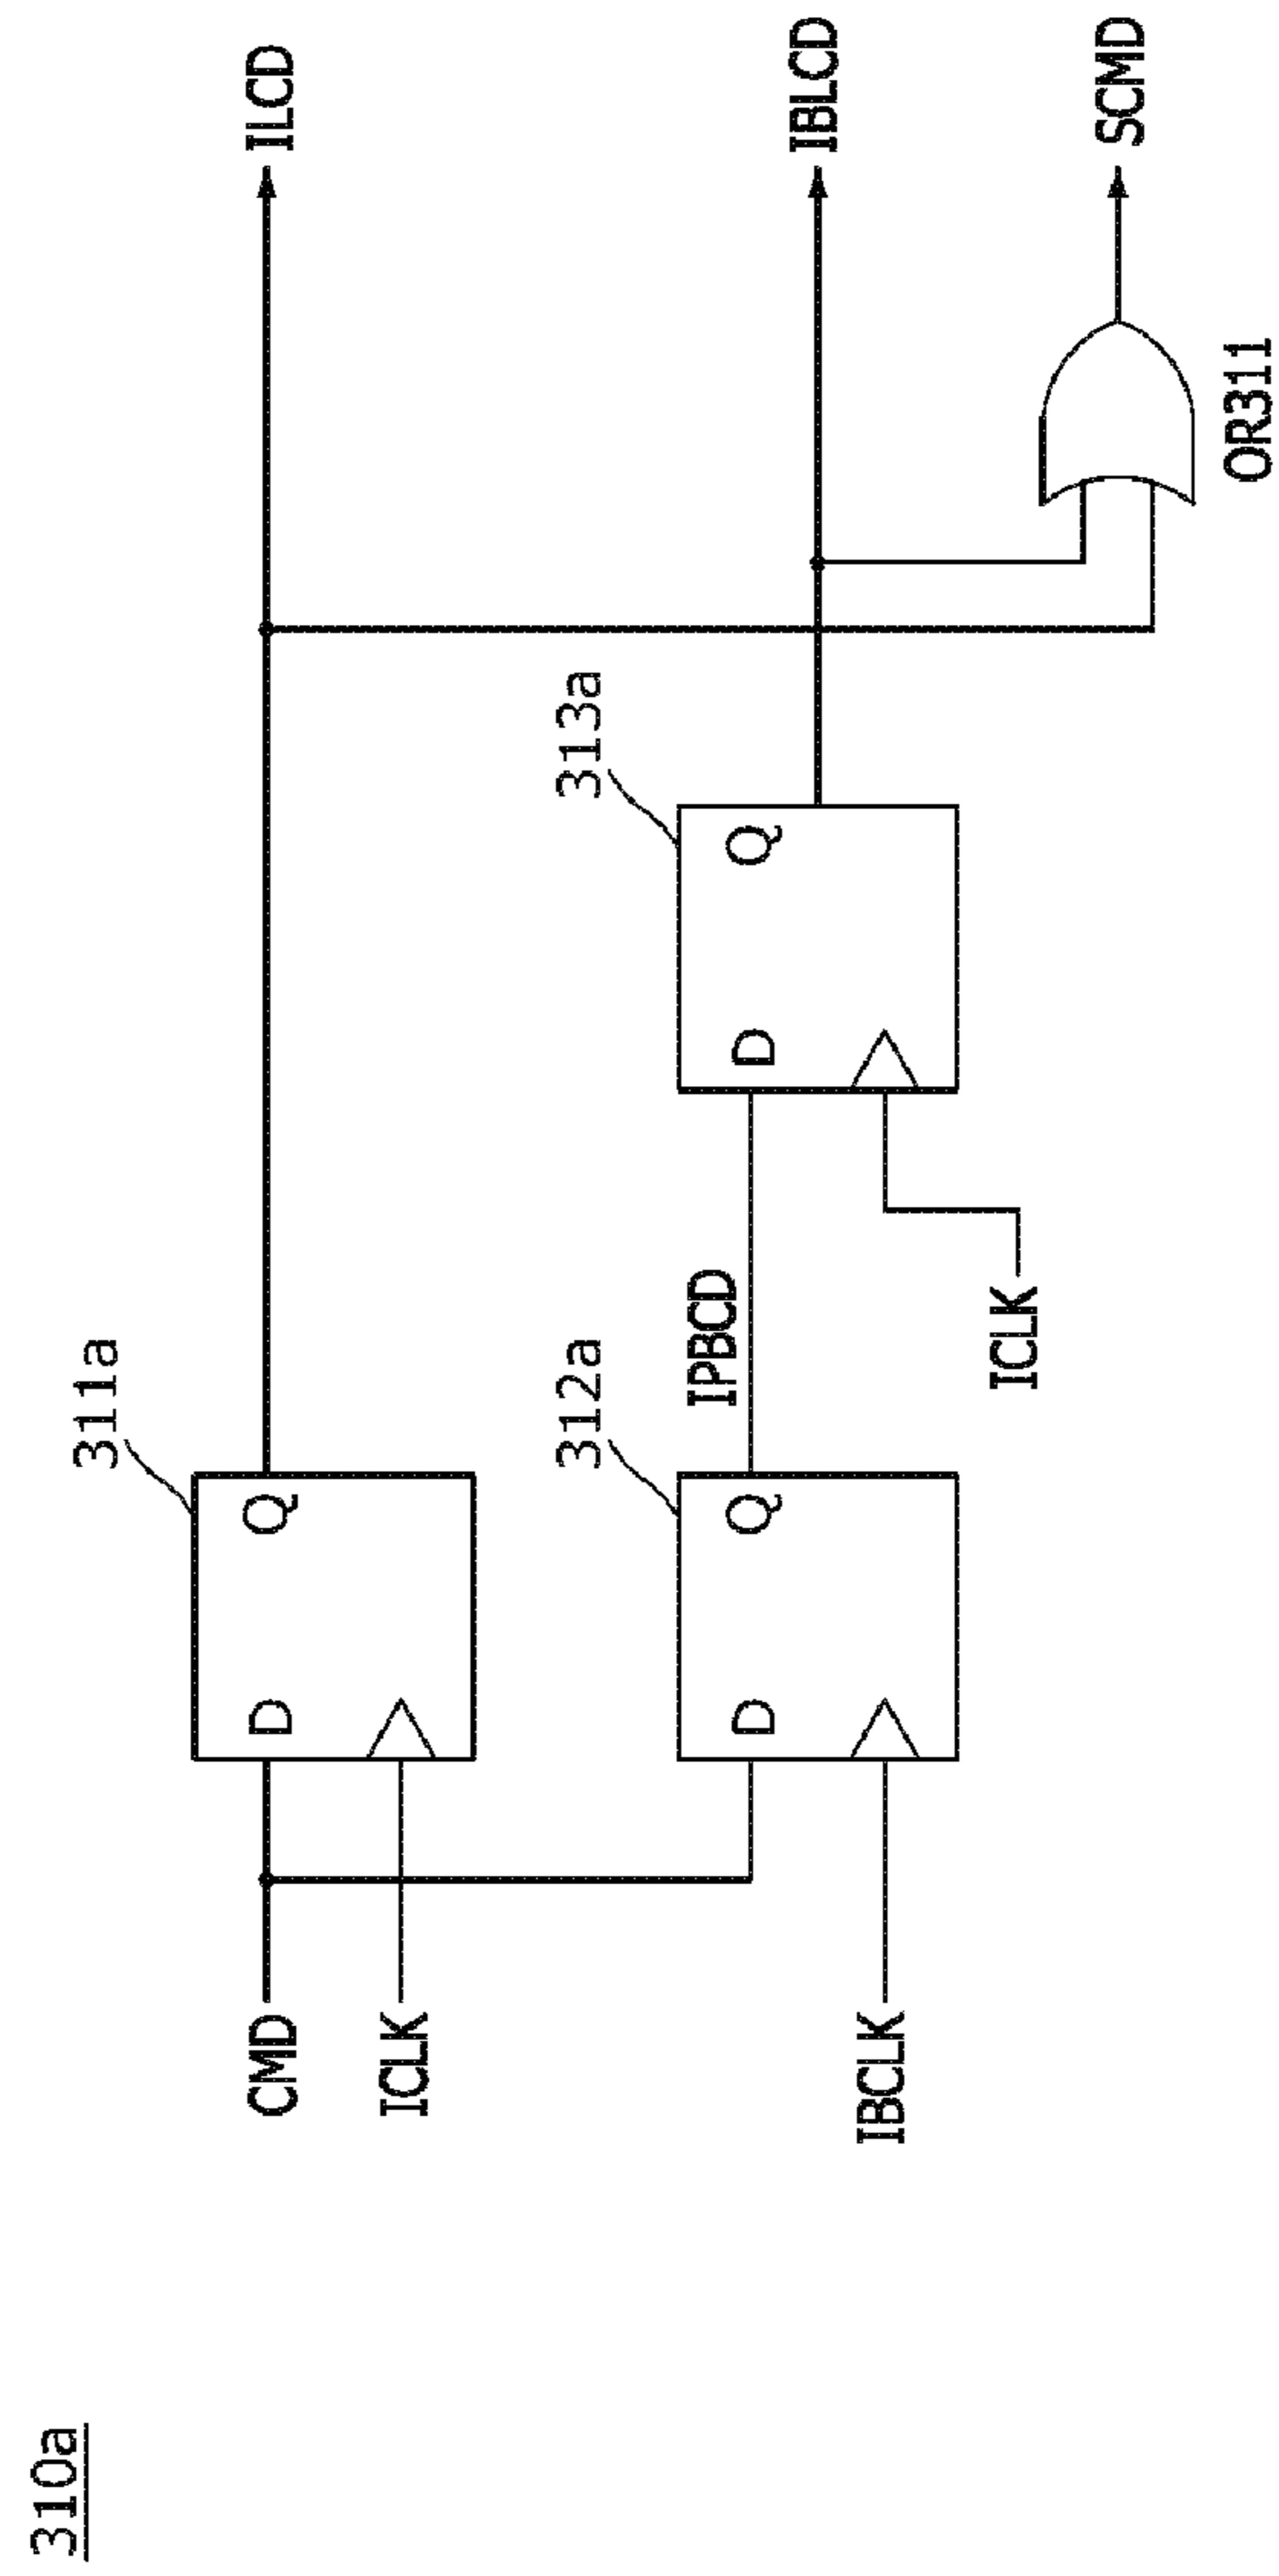 310a
311a
CMD
D
Q
ILCD
ICLK
312a
313a
IPBCD
D
Q
D
Q
IBLCD
IBCLK
ICLK
SCMD
OR311